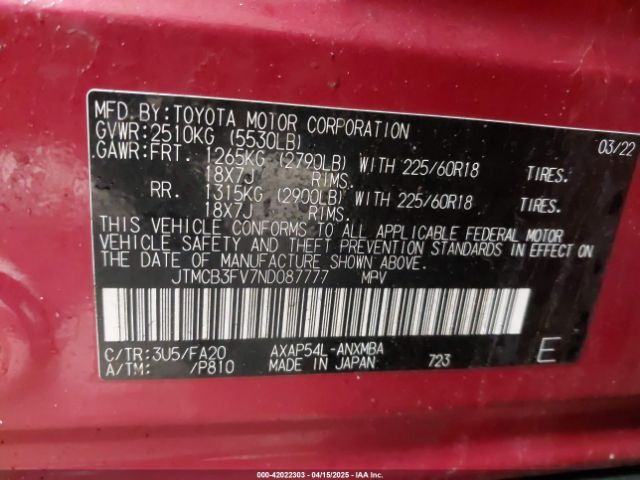 MFD.BY:TOYOTA MOTOR CORPORATION 03/22
GVWR:2510KG (5530LB)
GAWR:FRT. 1265KG (2790LB) WITH 225/60R18 TIRES.
18X7J RIMS.
RR. 1315KG (2900LB) WITH 225/60R18 TIRES.
18X7J RIMS.
THIS VEHICLE CONFORMS TO ALL APPLICABLE FEDERAL MOTOR
VEHICLE SAFETY AND THEFT PREVENTION STANDARDS IN EFFECT ON
THE DATE OF MANUFACTURE SHOWN ABOVE.
JTMCB3FV7ND087777 MPV
C/TR:3U5/FA20 AXAP54L-ANXMBA
A/TM: /P810 MADE IN JAPAN 723 E
000-42022303 - 04/15/2025 - IAA, Inc.